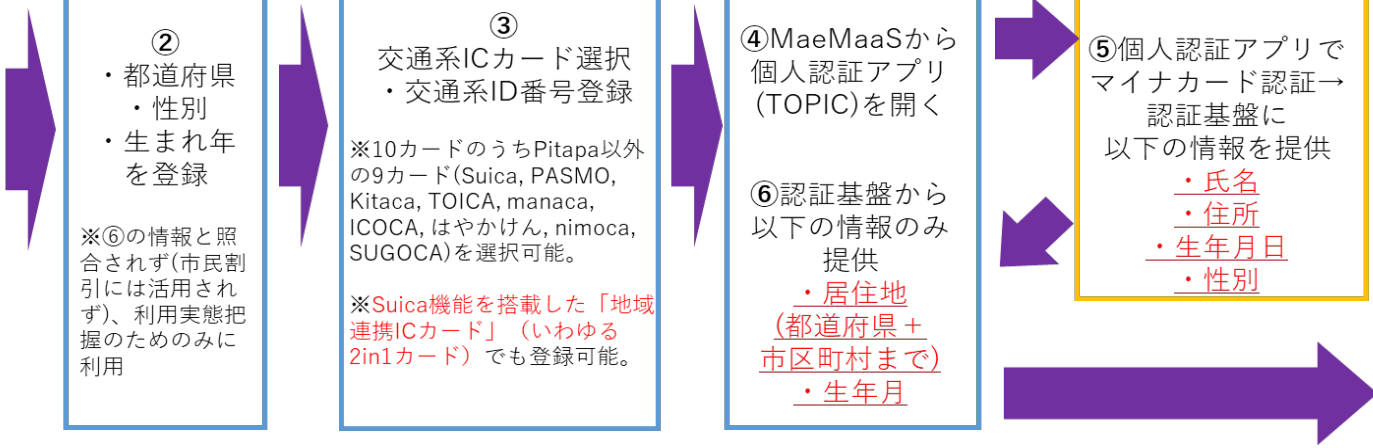 ②
・都道府県
・性別
・生まれ年
を登録
※⑥の情報と照
合されず(市民割
引には活用され
ず)、利用実態把
握のためのみに
利用
③
交通系ICカード選択
・交通系ID番号登録
※10カードのうちPitapa以外
の9カード(Suica, PASMO,
Kitaca, TOICA, manaca,
ICOCA, はやかけん, nimoca,
SUGOCA)を選択可能。
※Suica機能を搭載した「地域
連携ICカード」（いわゆる
2in1カード）でも登録可能。
④MaeMaaSから
個人認証アプリ
(TOPIC)を開く
⑥認証基盤から
以下の情報のみ
提供
・居住地
(都道府県＋
市区町村まで)
・生年月
⑤個人認証アプリで
マイナカード認証→
認証基盤に
以下の情報を提供
・氏名
・住所
・生年月日
・性別